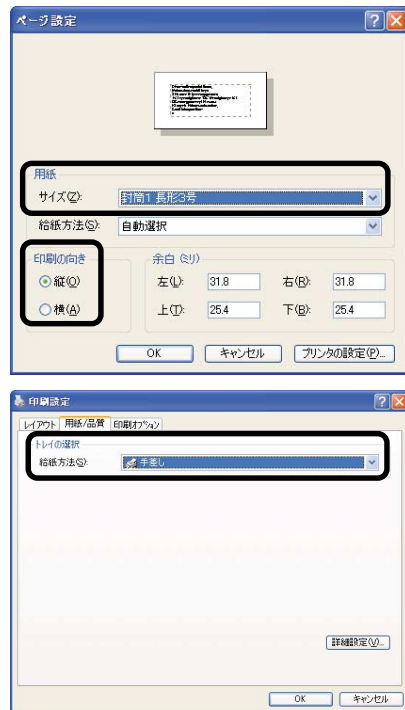 ページ設定
用紙
サイズ(Z): 封筒1 長形3号
給紙方法(S): 自動選択
印刷の向き 余白 (ミリ)
縦(O) 左(L): 31.8 右(R): 31.8
横(A) 上(T): 25.4 下(B): 25.4
OK キャンセル プリンタの設定(P)...
印刷設定
レイアウト 用紙/品質 印刷オプション
トレイの選択
給紙方法(S): 手差し
詳細設定(V)...
OK キャンセル